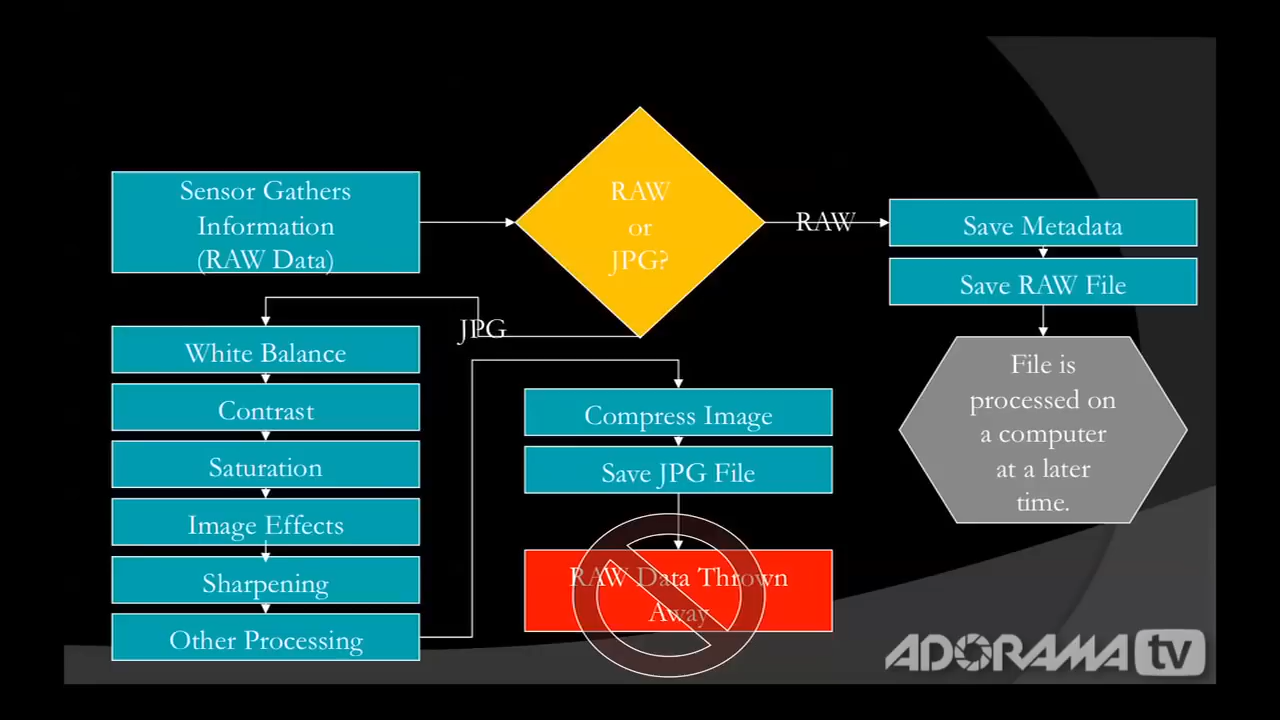 Sensor Gathers
Information
(RAW Data)
RAW
or
JPG?
RAW
Save Metadata
Save RAW File
File is
processed on
a computer
at a later
time.
JPG
White Balance
Contrast
Saturation
Image Effects
Sharpening
Other Processing
Compress Image
Save JPG File
RAW Data Thrown
Away
ADORAMA tv